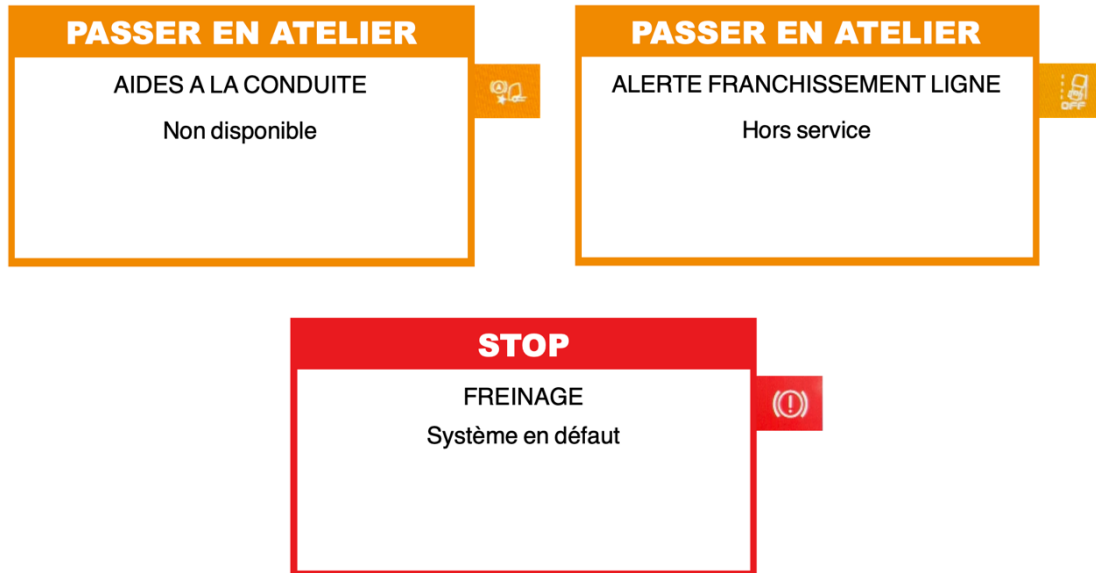 PASSER EN ATELIER
AIDES A LA CONDUITE
Non disponible
PASSER EN ATELIER
ALERTE FRANCHISSEMENT LIGNE
Hors service
OFF
STOP
FREINAGE
Système en défaut